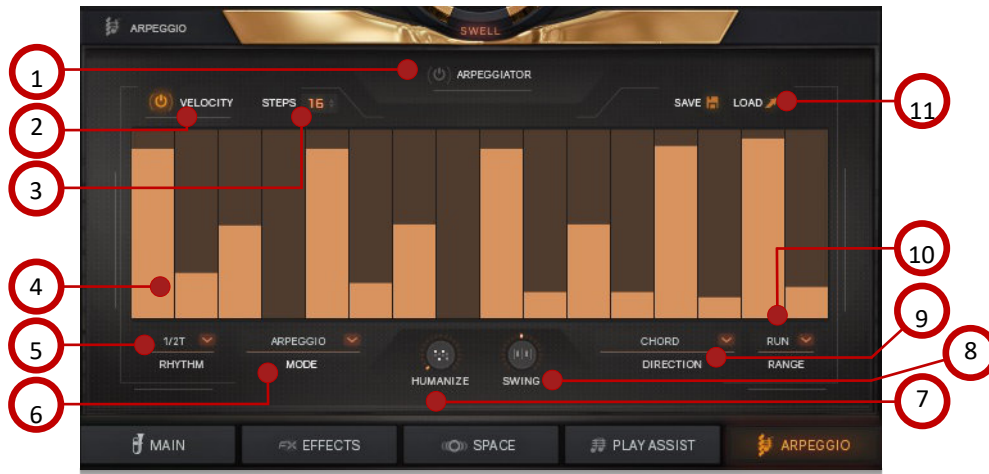 ARPEGGIO
SWELL
1
ARPEGGIATOR
2
VELOCITY
STEPS 16
SAVE
LOAD
11
3
4
10
5
1/2T
RHYTHM
ARPEGGIO
MODE
HUMANIZE
SWING
CHORD
DIRECTION
RUN
RANGE
9
8
6
7
MAIN
FX EFFECTS
SPACE
PLAY ASSIST
ARPEGGIO